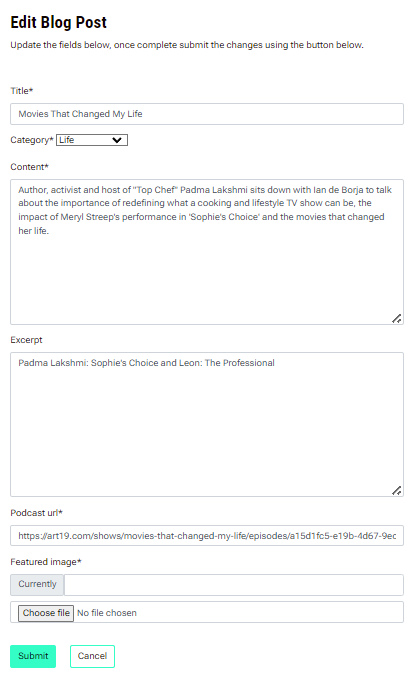 Edit Blog Post
Update the fields below, once complete submit the changes using the button below.
Title*
Movies That Changed My Life
Category* Life
Content*
Author, activist and host of "Top Chef" Padma Lakshmi sits down with Ian de Borja to talk
about the importance of redefining what a cooking and lifestyle TV show can be, the
impact of Meryl Streep's performance in 'Sophie's Choice' and the movies that changed
her life.
Excerpt
Padma Lakshmi: Sophie's Choice and Leon: The Professional
Podcast url*
https://art19.com/shows/movies-that-changed-my-life/episodes/a15d1fc5-e19b-4d67-9ec
Featured image*
Currently
Choose file No file chosen
Submit Cancel